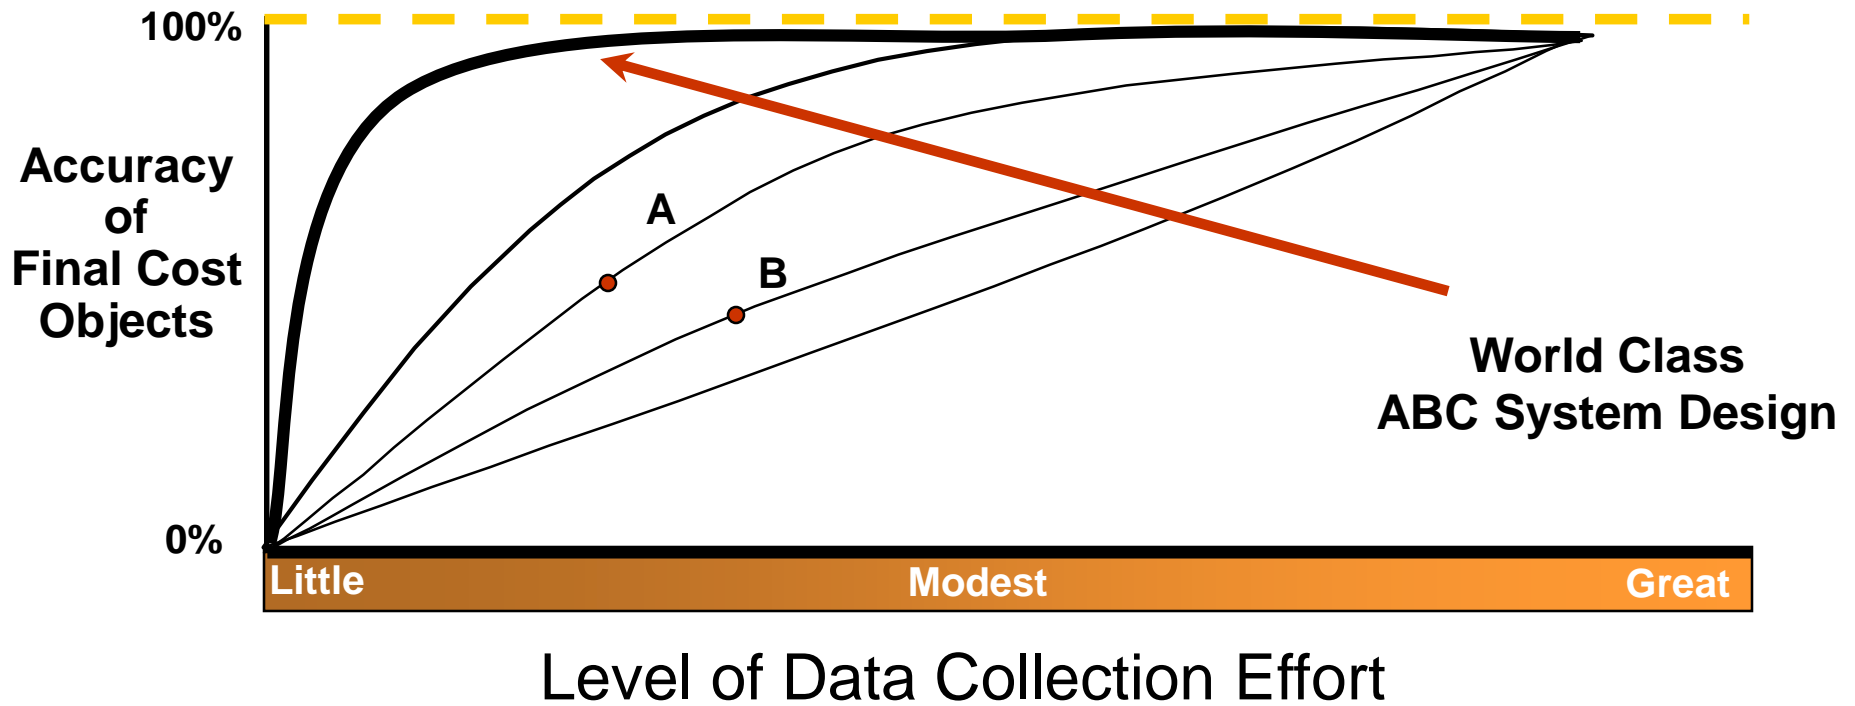 100%
Accuracy
of
Final Cost
Objects
A
B
World Class
ABC System Design
0%
Little
Modest
Great
Level of Data Collection Effort